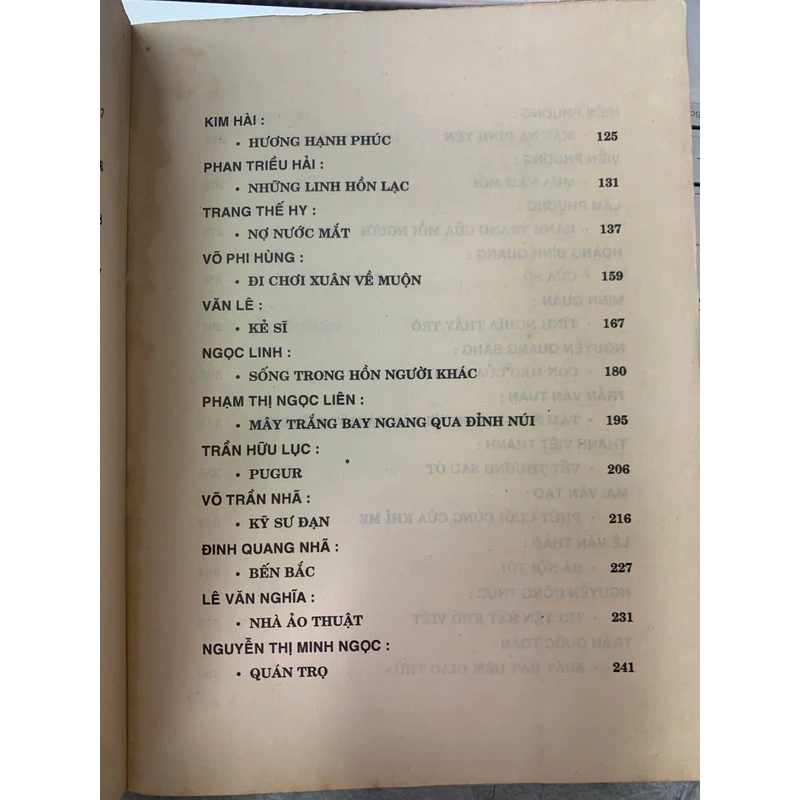 KIM HÀI :
• HƯƠNG HẠNH PHÚC 125
PHAN TRIỀU HẢI :
• NHỮNG LINH HỒN LẠC 131
TRANG THẾ HY :
• NỢ NƯỚC MẮT 137
VÕ PHI HÙNG :
• ĐI CHƠI XUÂN VỀ MUỘN 159
VĂN LÊ :
• KẺ SĨ 167
NGỌC LINH :
• SỐNG TRONG HỒN NGƯỜI KHÁC 180
PHẠM THỊ NGỌC LIÊN :
• MÂY TRẮNG BAY NGANG QUA ĐỈNH NÚI 195
TRẦN HỮU LỤC :
• PUGUR 206
VÕ TRẦN NHÃ :
• KỸ SƯ ĐẠN 216
ĐINH QUANG NHÃ :
• BẾN BẮC 227
LÊ VĂN NGHĨA :
• NHÀ ẢO THUẬT 231
NGUYỄN THỊ MINH NGỌC :
• QUÁN TRỌ 241